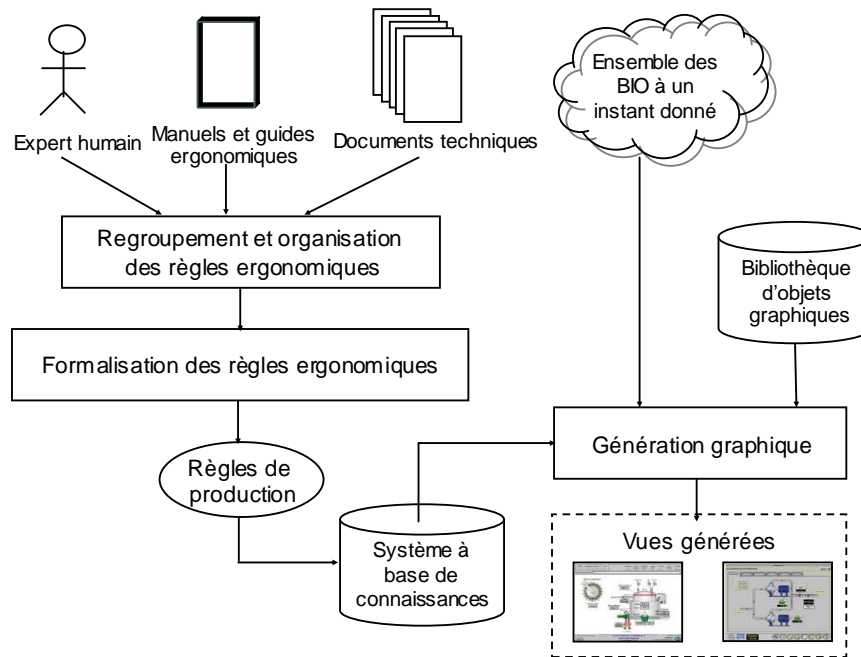 Expert humain
Manuels et guides
ergonomiques
Documents techniques
Ensemble des
BIO à un
instant donné
Regroupement et organisation
des règles ergonomiques
Bibliothèque
d'objets
graphiques
Formalisation des règles ergonomiques
Génération graphique
Règles de
production
Système à
base de
connaissances
Vues générées